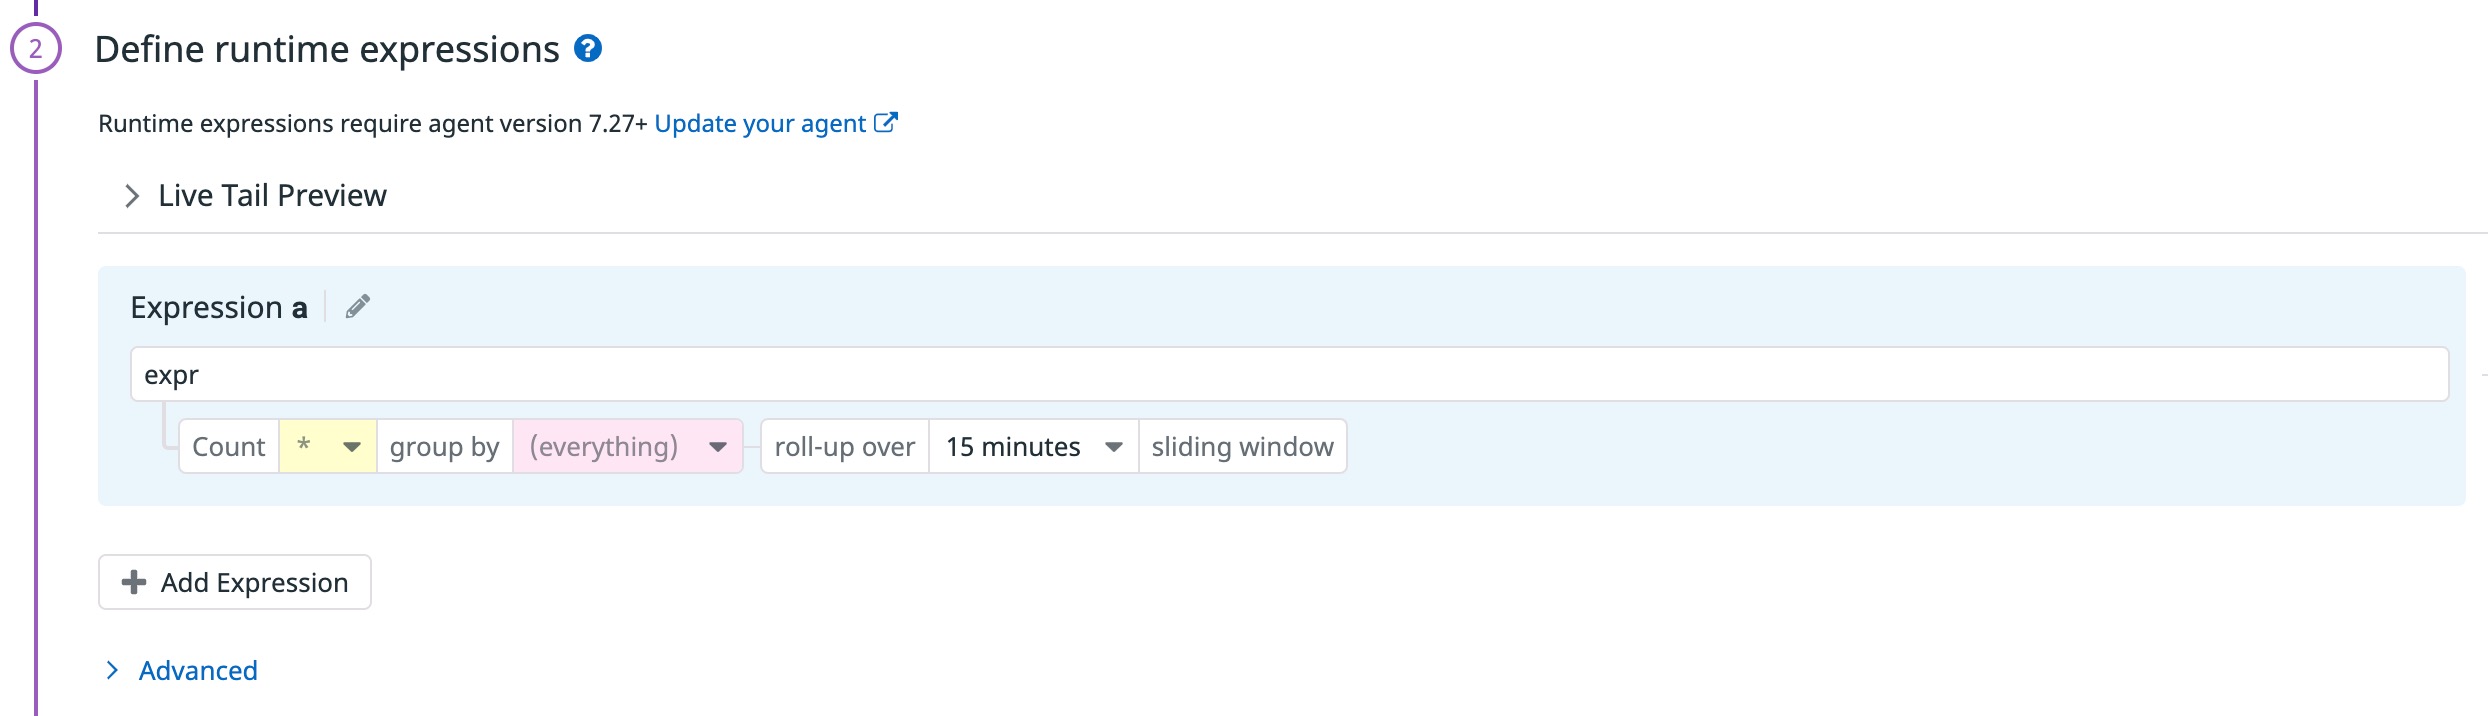 2 Define runtime expressions ?
Runtime expressions require agent version 7.27+ Update your agent
Live Tail Preview
Expression a
expr
Count * group by (everything) roll-up over 15 minutes sliding window
Add Expression
Advanced